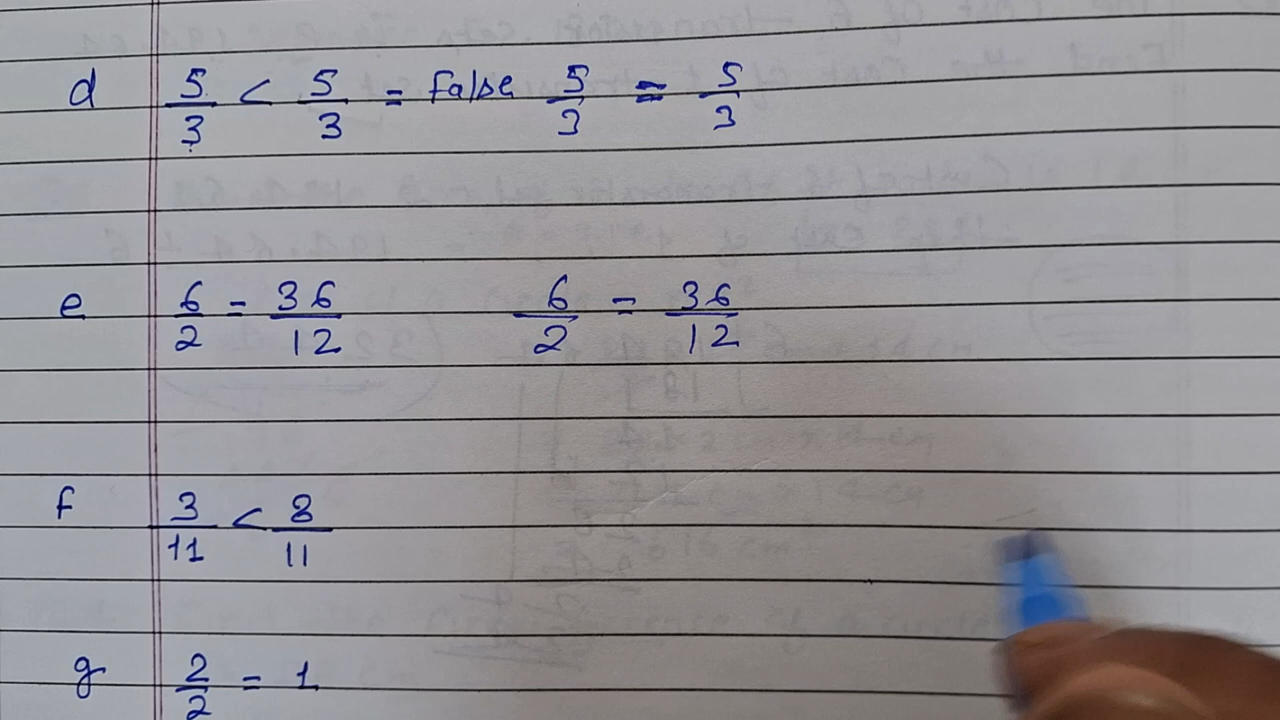 d 5/3 < 5/3 = false 5/3 = 5/3
e 6/2 = 36/12 6/2 = 36/12
f 3/11 < 8/11
g 2/2 = 1